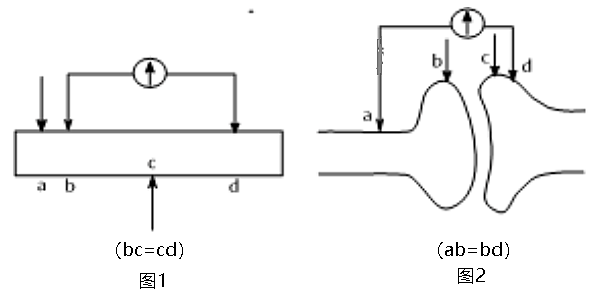 a b c d
(bc=cd)
图1
a b c d
(ab=bd)
图2